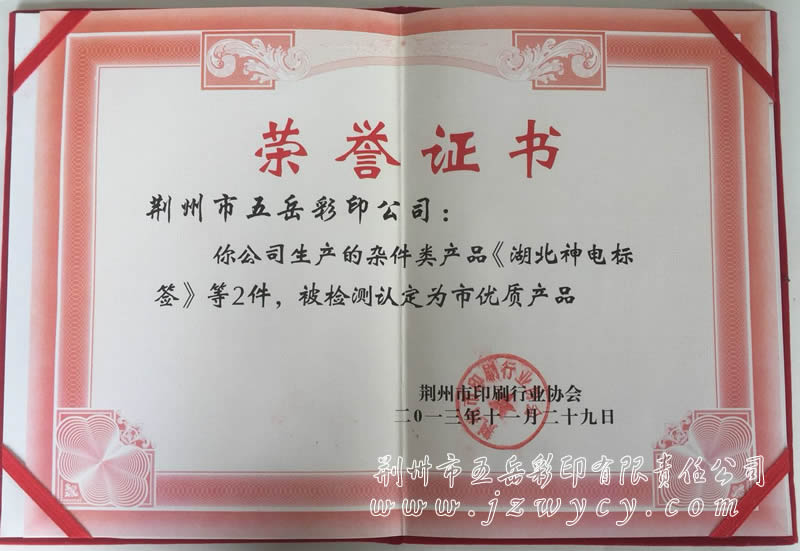 荣誉证书
荆州市五岳彩印公司：
你公司生产的杂件类产品《湖北神电标
签》等2件，被检测认定为市优质产品
荆州市印刷行业协会
二0一三年十一月二十九日
荆州市五岳彩印有限责任公司
www.jzwycy.com